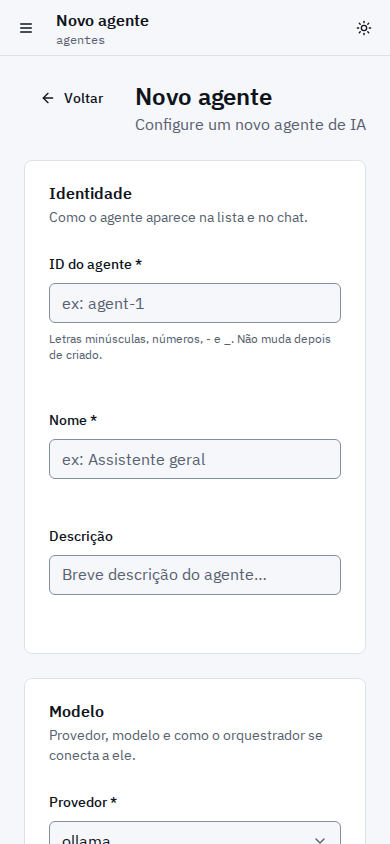 Novo agente
agentes
Voltar
Novo agente
Configure um novo agente de IA
Identidade
Como o agente aparece na lista e no chat.
ID do agente *
ex: agent-1
Letras minúsculas, números, - e _. Não muda depois
de criado.
Nome *
ex: Assistente geral
Descrição
Breve descrição do agente...
Modelo
Provedor, modelo e como o orquestrador se
conecta a ele.
Provedor *
ollama